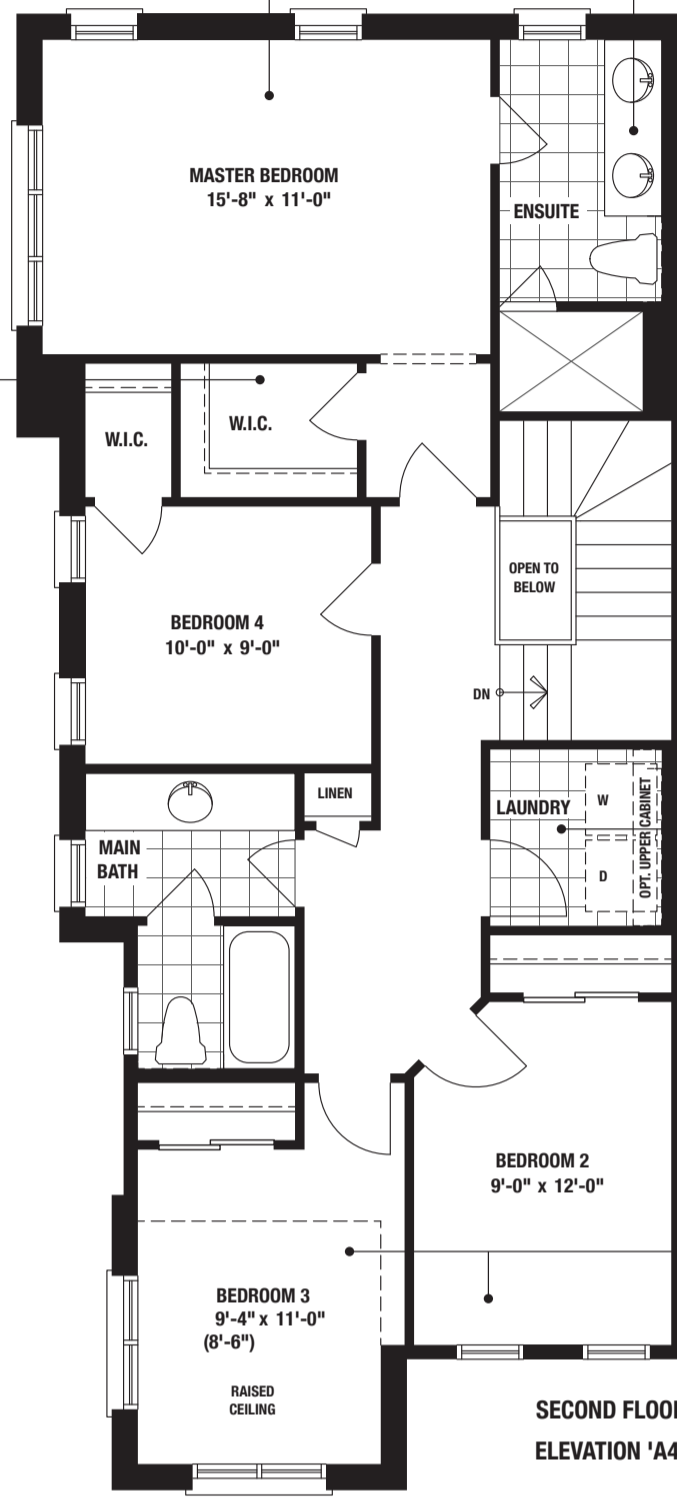 MASTER BEDROOM
15'-8" x 11'-0"
ENSUITE
W.I.C.
W.I.C.
OPEN TO
BELOW
BEDROOM 4
10'-0" x 9'-0"
DN
LINEN
LAUNDRY
W
D
OPT. UPPER CABINET
MAIN
BATH
BEDROOM 2
9'-0" x 12'-0"
BEDROOM 3
9'-4" x 11'-0"
(8'-6")
RAISED
CEILING
SECOND FLOO
ELEVATION 'A4